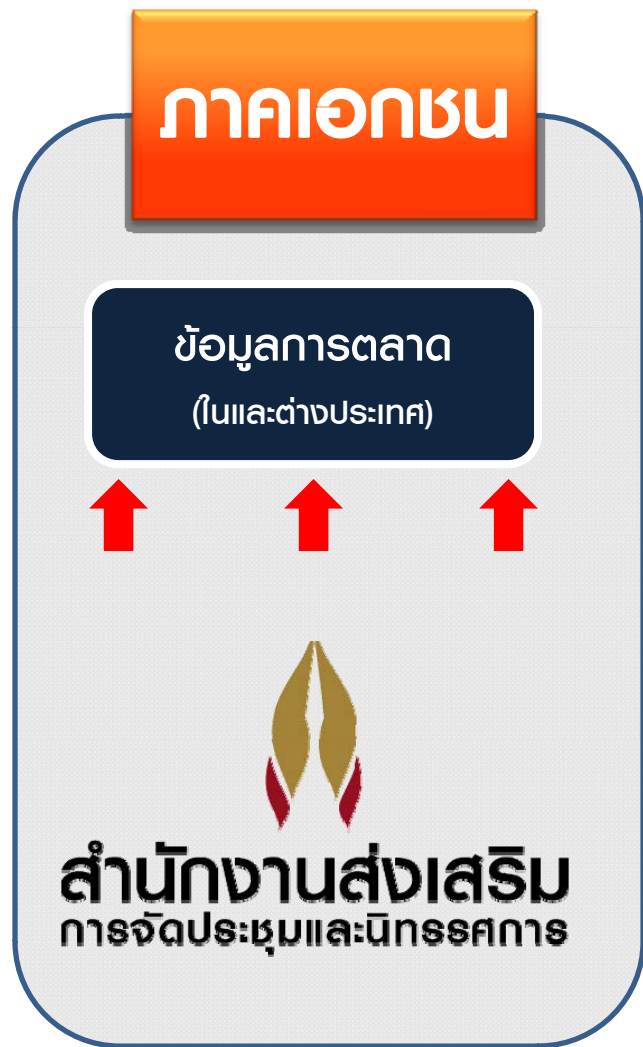 ภาคเอกชน
ข้อมูลการตลาด
(ในและต่างประเทศ)
สำนักงานส่งเสริม
การจัดประชุมและนิทรรศการ